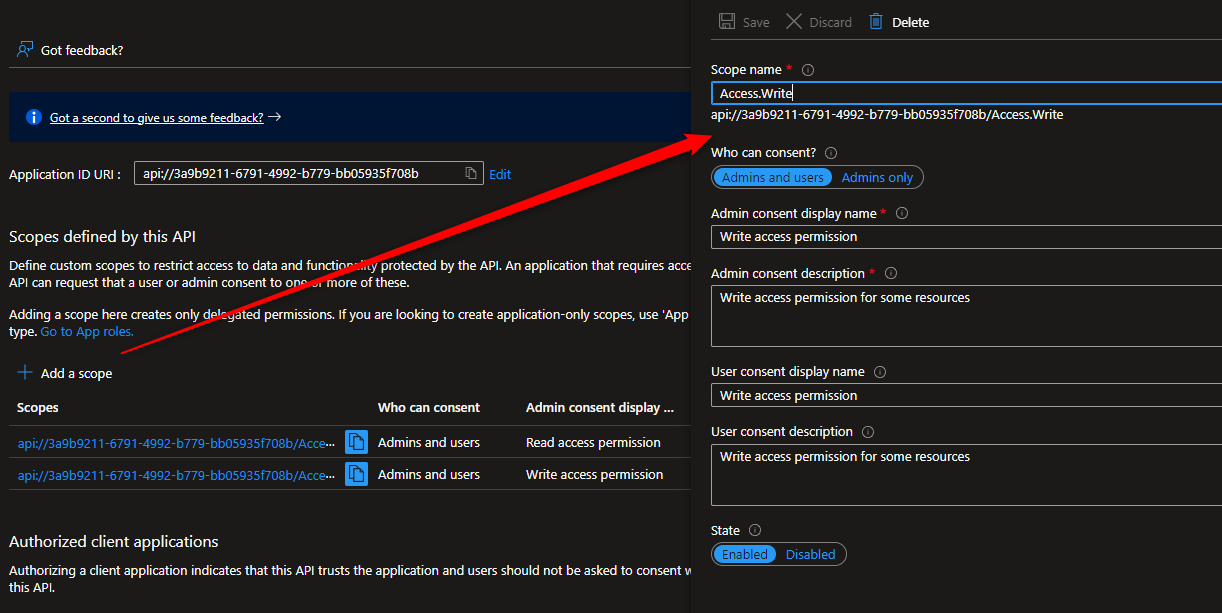 Got feedback?
Got a second to give us some feedback?
Application ID URI :
api://3a9b9211-6791-4992-b779-bb05935f708b
Edit
Scopes defined by this API
Define custom scopes to restrict access to data and functionality protected by the API. An application that requires acce
API can request that a user or admin consent to one or more of these.
Adding a scope here creates only delegated permissions. If you are looking to create application-only scopes, use 'App
type. Go to App roles.
Add a scope
Scopes Who can consent Admin consent display ...
api://3a9b9211-6791-4992-b779-bb05935f708b/Acce... Admins and users Read access permission
api://3a9b9211-6791-4992-b779-bb05935f708b/Acce... Admins and users Write access permission
Authorized client applications
Authorizing a client application indicates that this API trusts the application and users should not be asked to consent w
this API.
Save Discard Delete
Scope name *
Access.Write
api://3a9b9211-6791-4992-b779-bb05935f708b/Access.Write
Who can consent?
Admins and users Admins only
Admin consent display name *
Write access permission
Admin consent description *
Write access permission for some resources
User consent display name
Write access permission
User consent description
Write access permission for some resources
State
Enabled Disabled